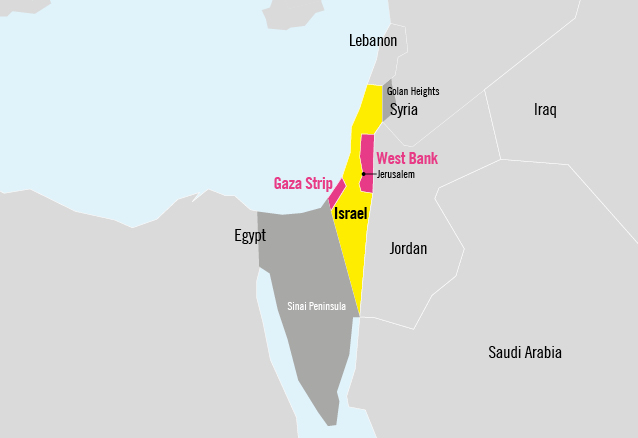 Lebanon
Golan Heights
Syria
Iraq
West Bank
Jerusalem
Gaza Strip
Israel
Egypt
Jordan
Sinai Peninsula
Saudi Arabia